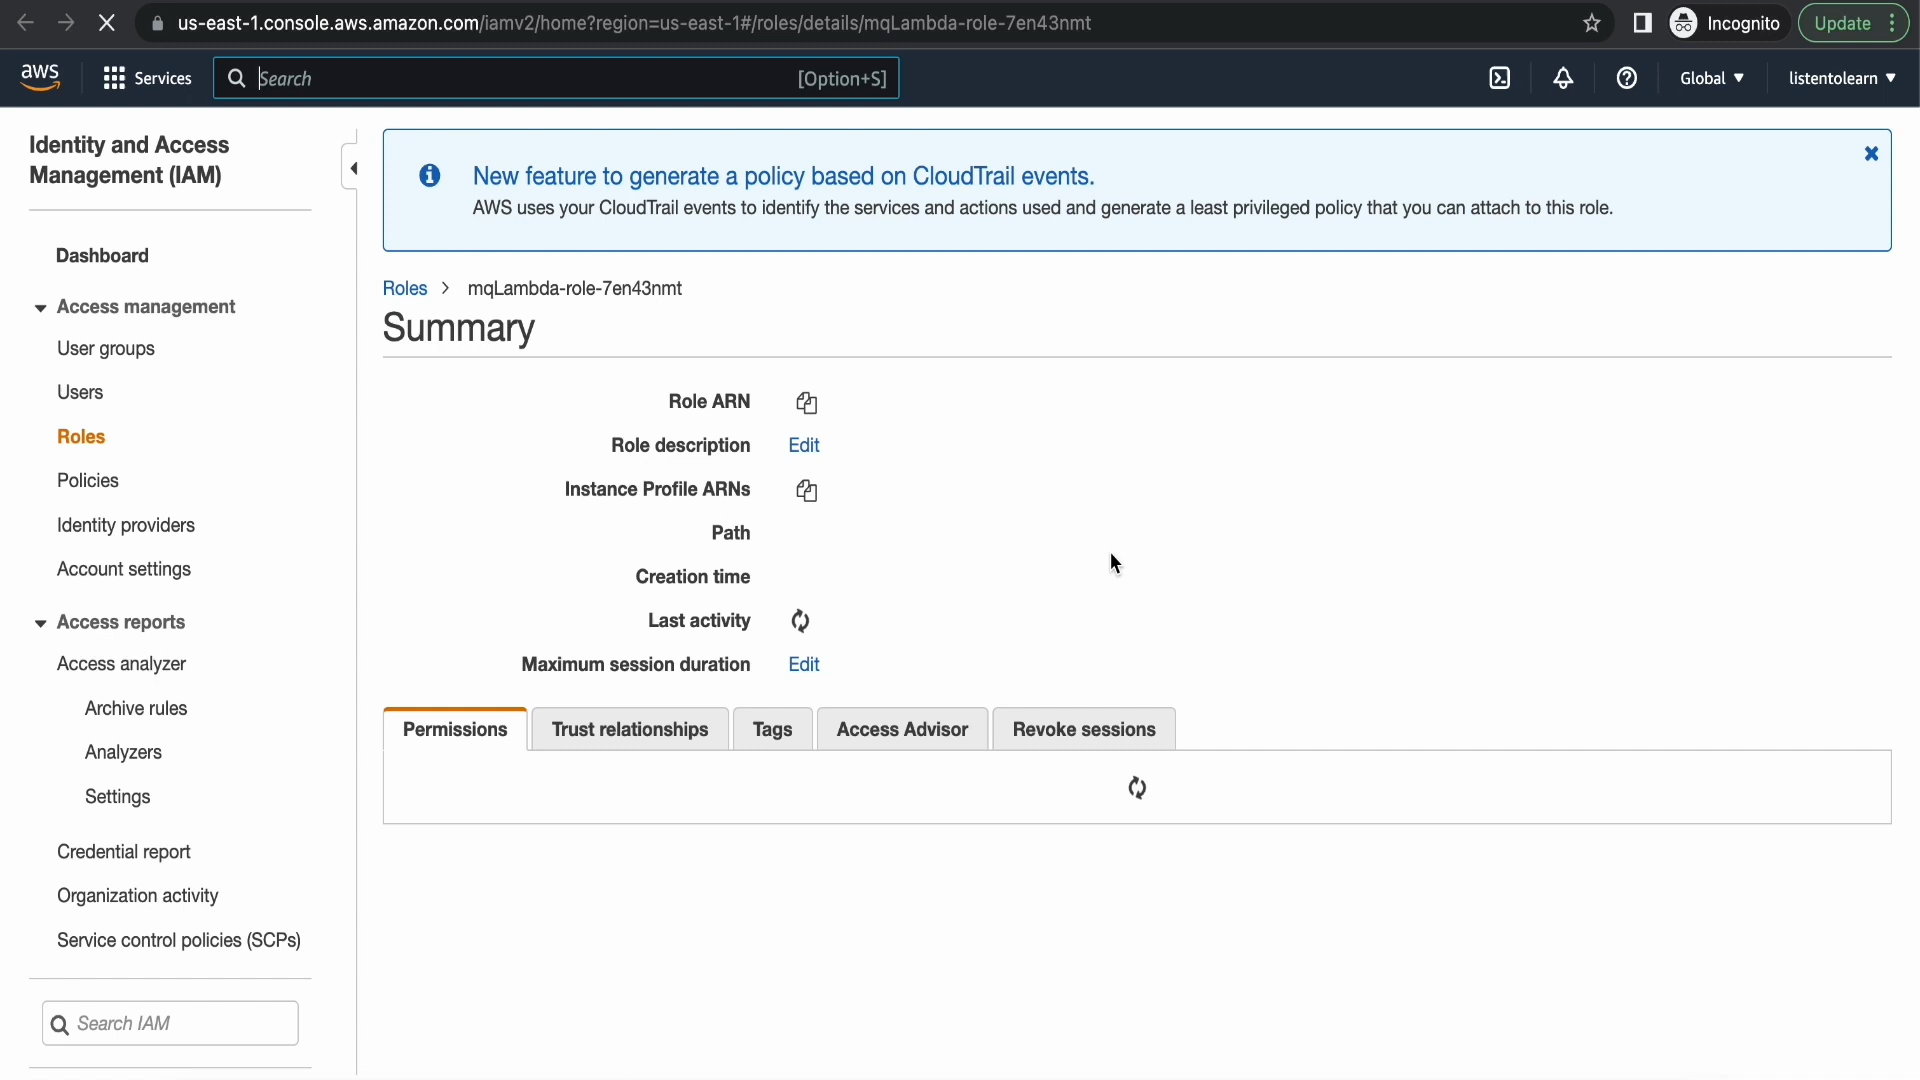 us-east-1.console.aws.amazon.com/iamv2/home?region=us-east-1#/roles/details/mqLambda-role-7en43nmt
Incognito
Update
aws
Services
Search
[Option+S]
Global
listentolearn
Identity and Access
Management (IAM)
Dashboard
Access management
User groups
Users
Roles
Policies
Identity providers
Account settings
Access reports
Access analyzer
Archive rules
Analyzers
Settings
Credential report
Organization activity
Service control policies (SCPs)
Search IAM
New feature to generate a policy based on CloudTrail events.
AWS uses your CloudTrail events to identify the services and actions used and generate a least privileged policy that you can attach to this role.
Roles > mqLambda-role-7en43nmt
Summary
Role ARN
Role description Edit
Instance Profile ARNs
Path
Creation time
Last activity
Maximum session duration Edit
Permissions
Trust relationships
Tags
Access Advisor
Revoke sessions